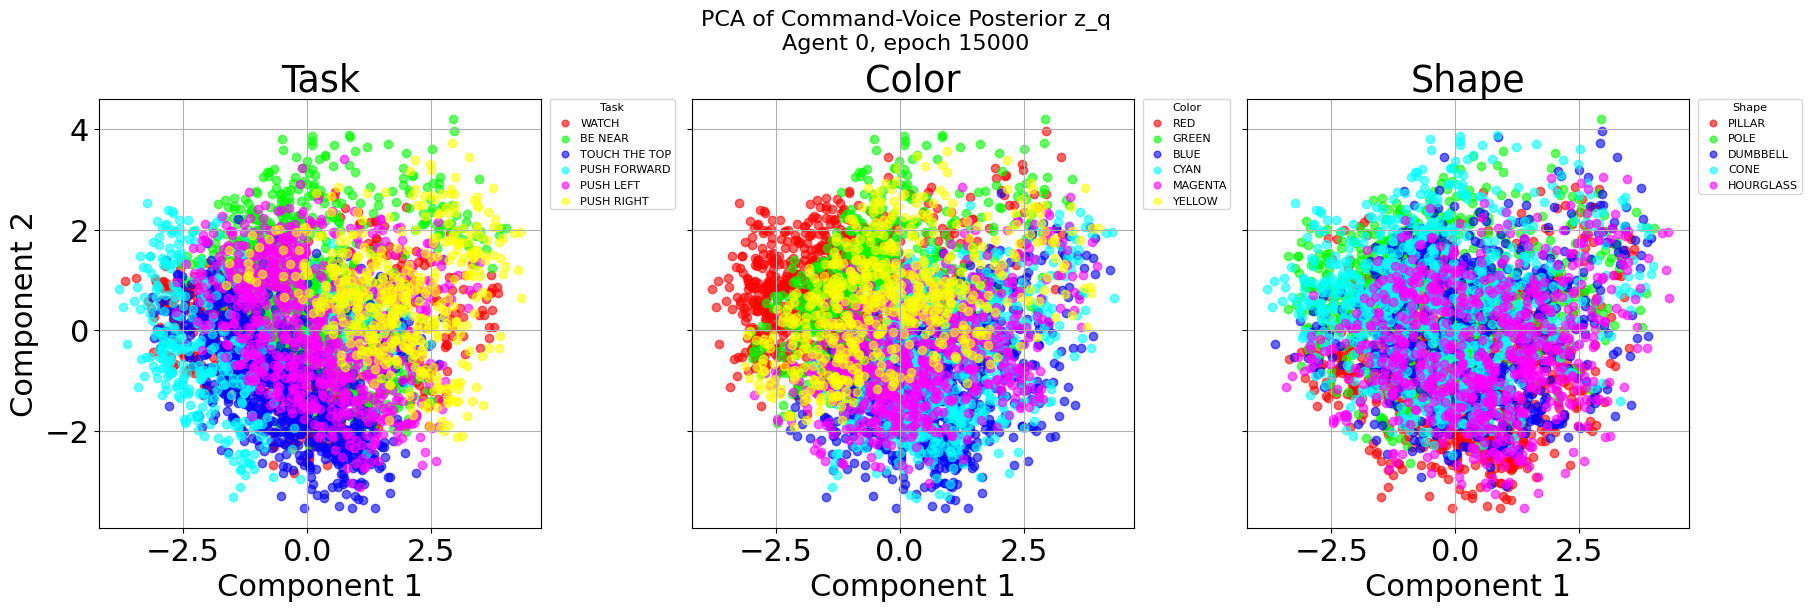 PCA of Command-Voice Posterior z_q
Agent 0, epoch 15000
Task
Color
Shape
Component 2
4
2
0
−2
−2.5
0.0
2.5
Component 1
Task
WATCH
BE NEAR
TOUCH THE TOP
PUSH FORWARD
PUSH LEFT
PUSH RIGHT
−2.5
0.0
2.5
Component 1
Color
RED
GREEN
BLUE
CYAN
MAGENTA
YELLOW
−2.5
0.0
2.5
Component 1
Shape
PILLAR
POLE
DUMBBELL
CONE
HOURGLASS